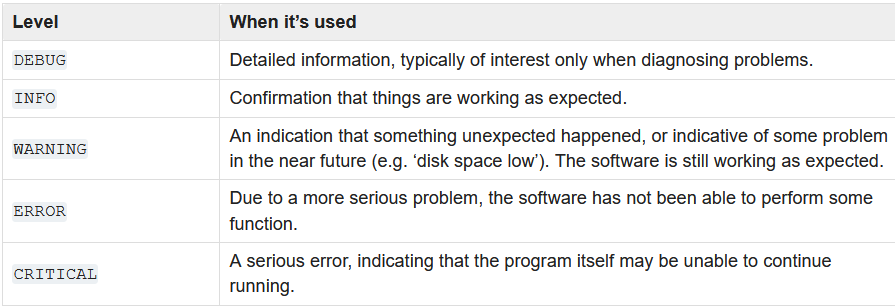 Level When it’s used
DEBUG Detailed information, typically of interest only when diagnosing problems.
INFO Confirmation that things are working as expected.
WARNING An indication that something unexpected happened, or indicative of some problem
in the near future (e.g. ‘disk space low’). The software is still working as expected.
ERROR Due to a more serious problem, the software has not been able to perform some
function.
CRITICAL A serious error, indicating that the program itself may be unable to continue
running.